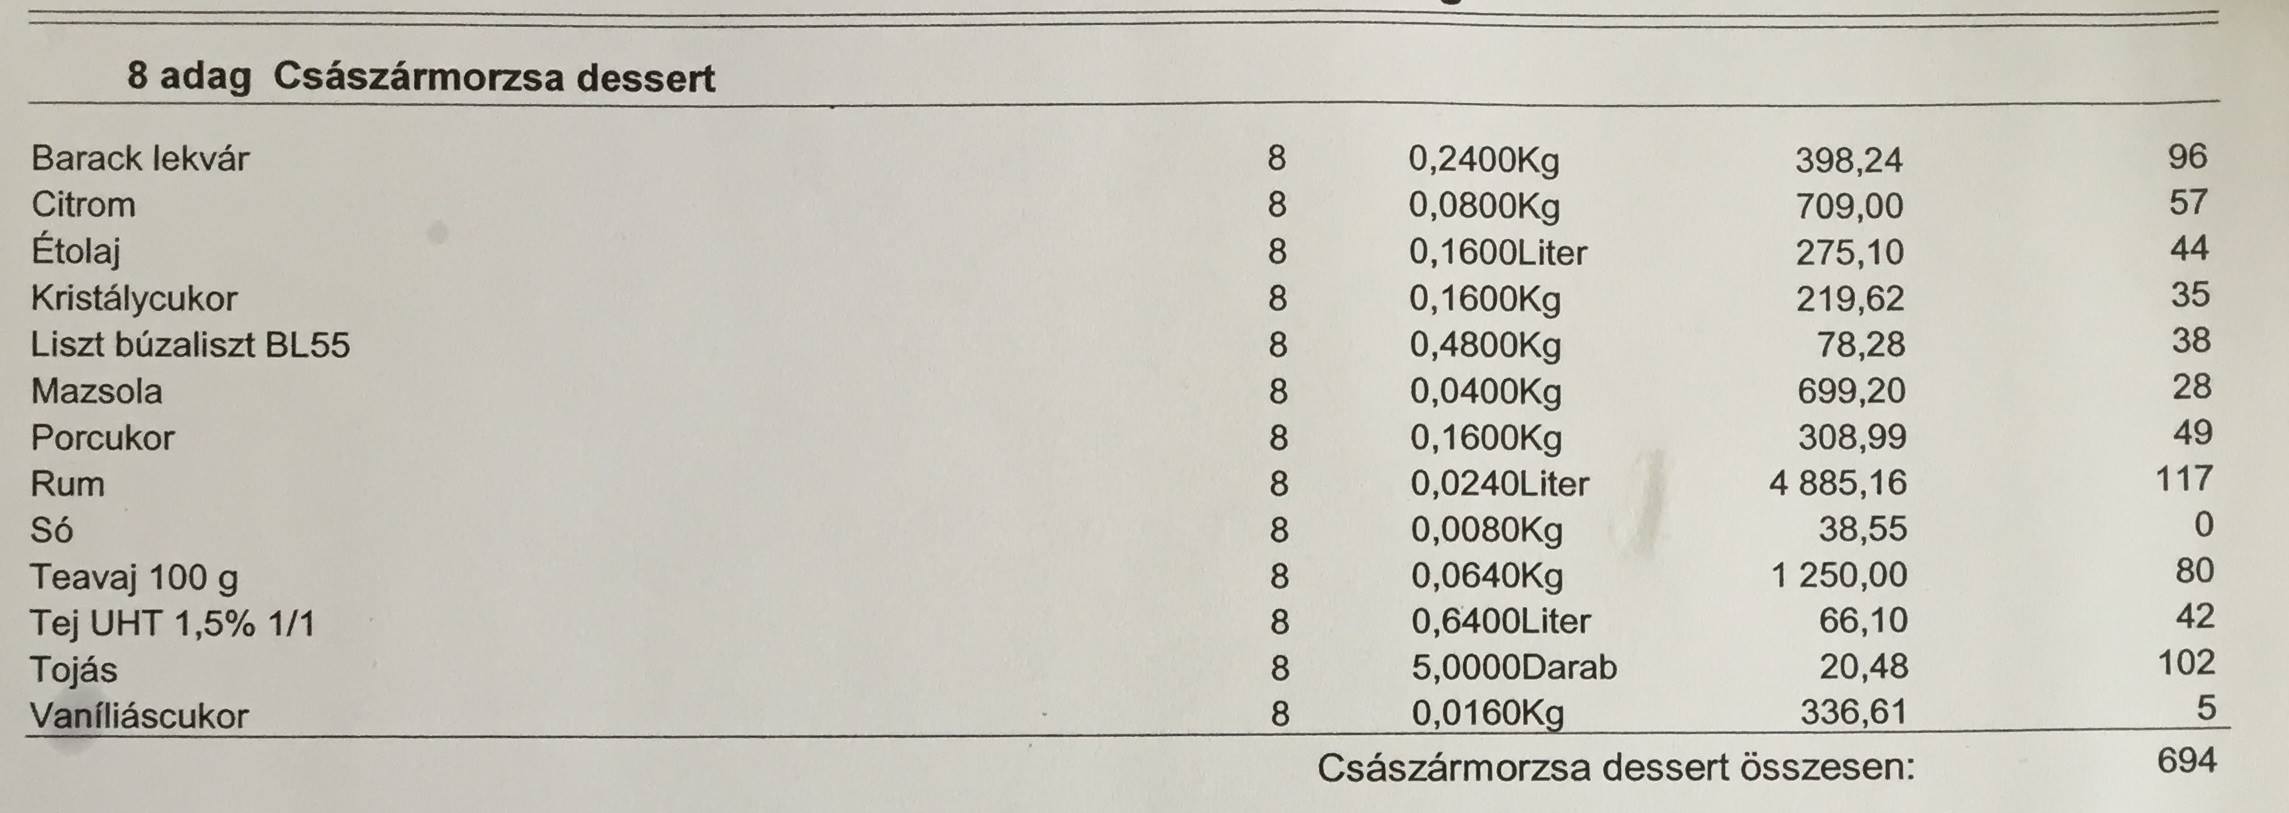 8 adag Császármorzsa dessert
Barack lekvár 8 0,2400Kg 398,24 96
Citrom 8 0,0800Kg 709,00 57
Étolaj 8 0,1600Liter 275,10 44
Kristálycukor 8 0,1600Kg 219,62 35
Liszt búzaliszt BL55 8 0,4800Kg 78,28 38
Mazsola 8 0,0400Kg 699,20 28
Porcukor 8 0,1600Kg 308,99 49
Rum 8 0,0240Liter 4 885,16 117
Só 8 0,0080Kg 38,55 0
Teavaj 100 g 8 0,0640Kg 1 250,00 80
Tej UHT 1,5% 1/1 8 0,6400Liter 66,10 42
Tojás 8 5,0000Darab 20,48 102
Vaníliáscukor 8 0,0160Kg 336,61 5
Császármorzsa dessert összesen: 694